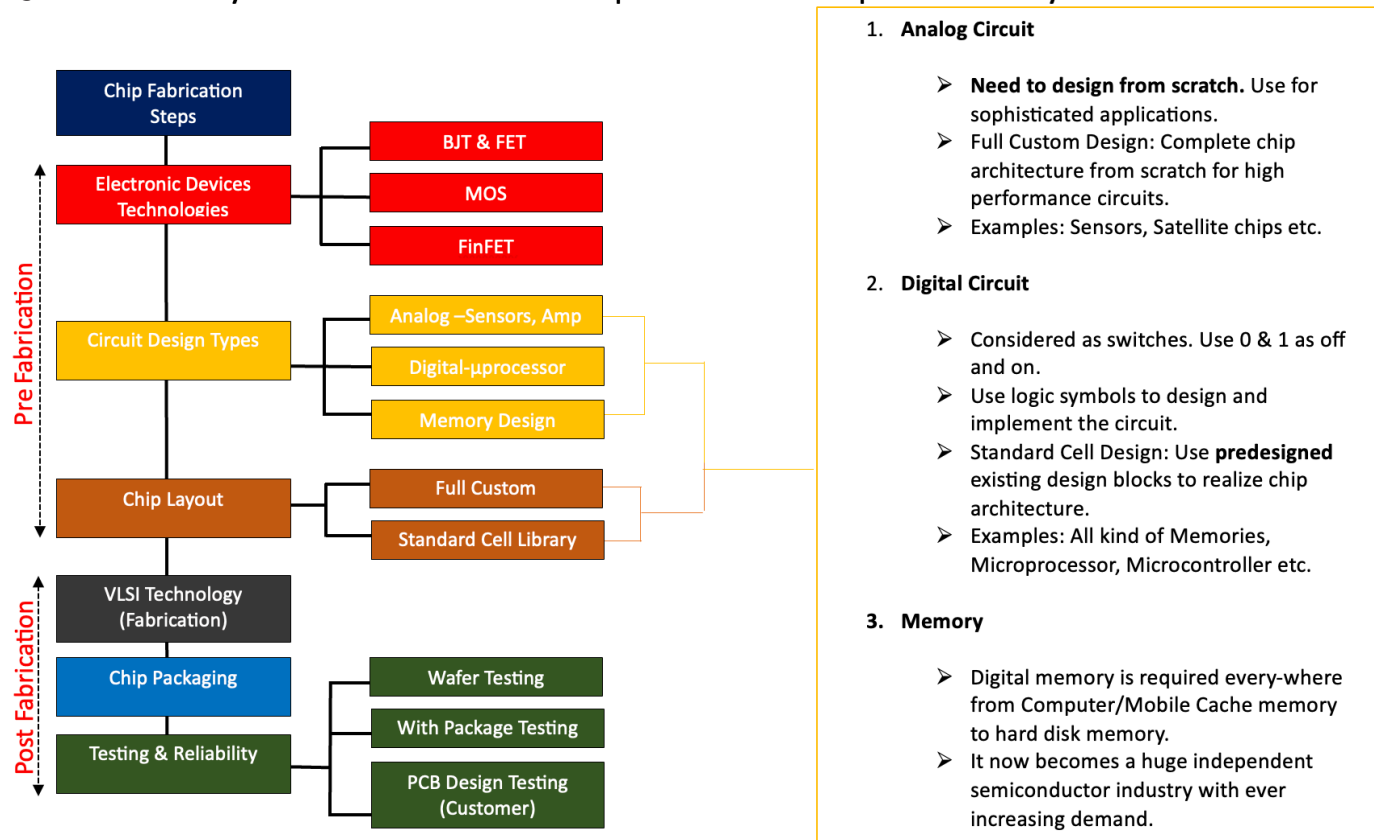 Chip Fabrication
Steps
Pre Fabrication
Electronic Devices
Technologies
BJT & FET
MOS
FinFET
Circuit Design Types
Analog –Sensors, Amp
Digital-µprocessor
Memory Design
Chip Layout
Full Custom
Standard Cell Library
Post Fabrication
VLSI Technology
(Fabrication)
Chip Packaging
Testing & Reliability
Wafer Testing
With Package Testing
PCB Design Testing
(Customer)
1. Analog Circuit
➢ Need to design from scratch. Use for
sophisticated applications.
➢ Full Custom Design: Complete chip
architecture from scratch for high
performance circuits.
➢ Examples: Sensors, Satellite chips etc.
2. Digital Circuit
➢ Considered as switches. Use 0 & 1 as off
and on.
➢ Use logic symbols to design and
implement the circuit.
➢ Standard Cell Design: Use predesigned
existing design blocks to realize chip
architecture.
➢ Examples: All kind of Memories,
Microprocessor, Microcontroller etc.
3. Memory
➢ Digital memory is required every-where
from Computer/Mobile Cache memory
to hard disk memory.
➢ It now becomes a huge independent
semiconductor industry with ever
increasing demand.